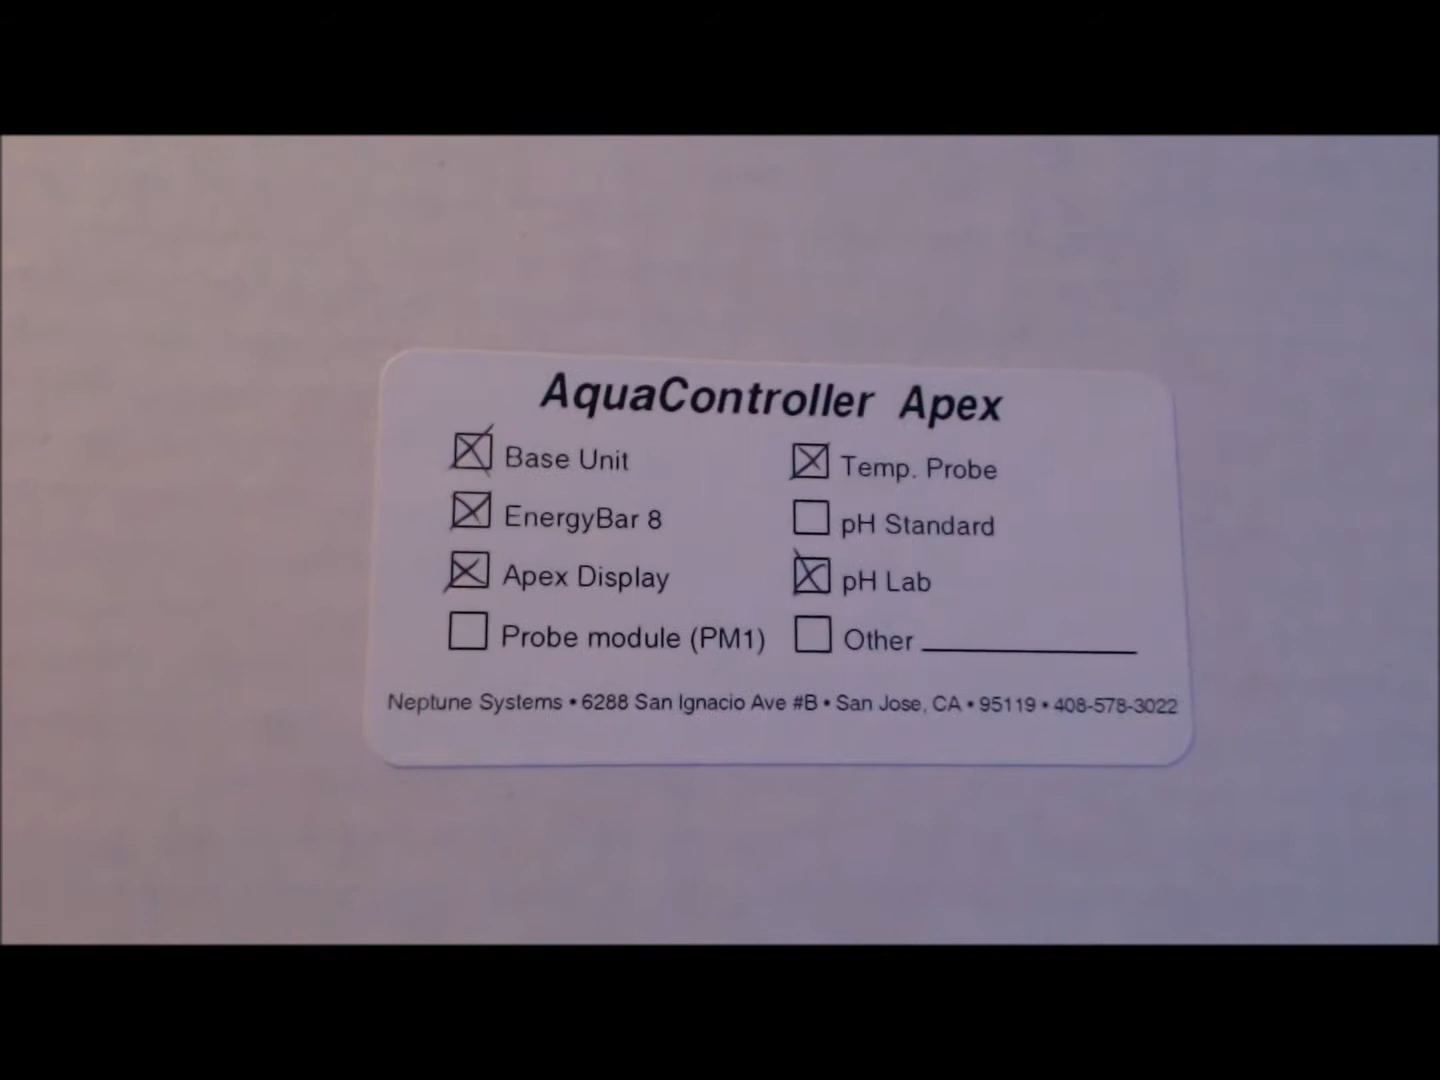 AquaController Apex
Base Unit
EnergyBar 8
Apex Display
Probe module (PM1)
Temp. Probe
pH Standard
pH Lab
Other
Neptune Systems • 6288 San Ignacio Ave #B • San Jose, CA • 95119 • 408-578-3022